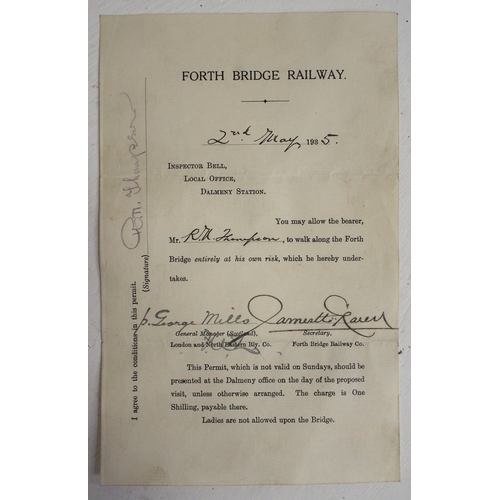 FORTH BRIDGE RAILWAY.
2nd May, 1935.
INSPECTOR BELL,
LOCAL OFFICE,
DALMENY STATION.
You may allow the bearer,
Mr. R. M. Thompson, to walk along the Forth
Bridge entirely at his own risk, which he hereby under-
takes.
p. George Mills
General Manager (Scotland), Secretary,
London and North Eastern Rly. Co. Forth Bridge Railway Co.
This Permit, which is not valid on Sundays, should be
presented at the Dalmeny office on the day of the proposed
visit, unless otherwise arranged. The charge is One
Shilling, payable there.
Ladies are not allowed upon the Bridge.
I agree to the conditions in this permit.
(Signature) R. M. Thompson